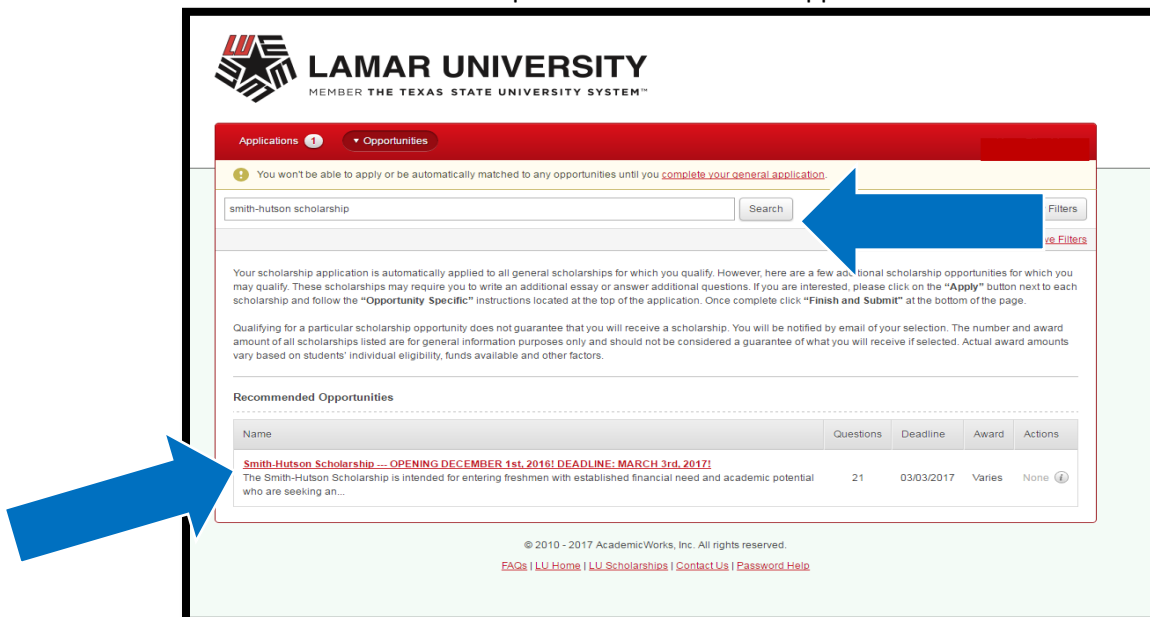 LAMAR UNIVERSITY
MEMBER THE TEXAS STATE UNIVERSITY SYSTEM™
Applications 1 ▾ Opportunities
You won't be able to apply or be automatically matched to any opportunities until you complete your general application.
smith-hutson scholarship Search Filters
Filters
Your scholarship application is automatically applied to all general scholarships for which you qualify. However, here are a few additional scholarship opportunities for which you
may qualify. These scholarships may require you to write an additional essay or answer additional questions. If you are interested, please click on the “Apply” button next to each
scholarship and follow the “Opportunity Specific” instructions located at the top of the application. Once complete click “Finish and Submit” at the bottom of the page.
Qualifying for a particular scholarship opportunity does not guarantee that you will receive a scholarship. You will be notified by email of your selection. The number and award
amount of all scholarships listed are for general information purposes only and should not be considered a guarantee of what you will receive if selected. Actual award amounts
vary based on students' individual eligibility, funds available and other factors.
Recommended Opportunities
Name Questions Deadline Award Actions
Smith-Hutson Scholarship --- OPENING DECEMBER 1st, 2016! DEADLINE: MARCH 3rd, 2017!
The Smith-Hutson Scholarship is intended for entering freshmen with established financial need and academic potential
who are seeking an...
21 03/03/2017 Varies None
© 2010 - 2017 AcademicWorks, Inc. All rights reserved.
FAQs | LU Home | LU Scholarships | Contact Us | Password Help